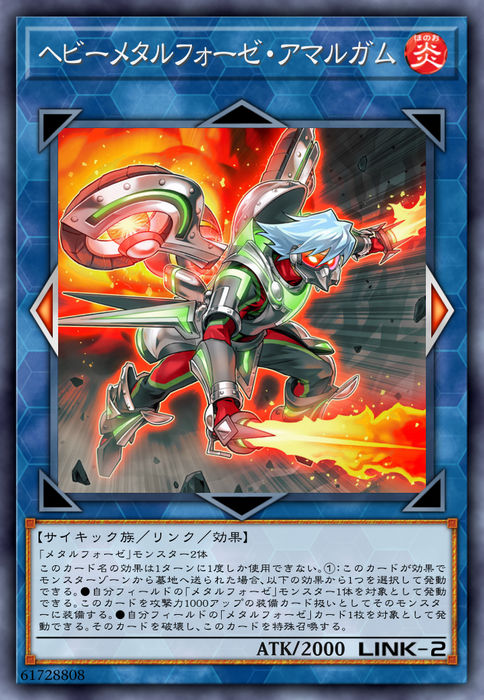 ヘビーメタルフォーゼ・アマルガム
ほのお
炎
【サイキック族／リンク／効果】
「メタルフォーゼ」モンスター2体
このカード名の効果は1ターンに1度しか使用できない。①：このカードが効果で
モンスターゾーンから墓地へ送られた場合、以下の効果から1つを選択して発動
できる。●自分フィールドの「メタルフォーゼ」モンスター1体を対象として発動
できる。このカードを攻撃力1000アップの装備カード扱いとしてそのモンスタ
ーに装備する。●自分フィールドの「メタルフォーゼ」カード1枚を対象として発
動できる。そのカードを破壊し、このカードを特殊召喚する。
ATK/2000 LINK-2
61728808